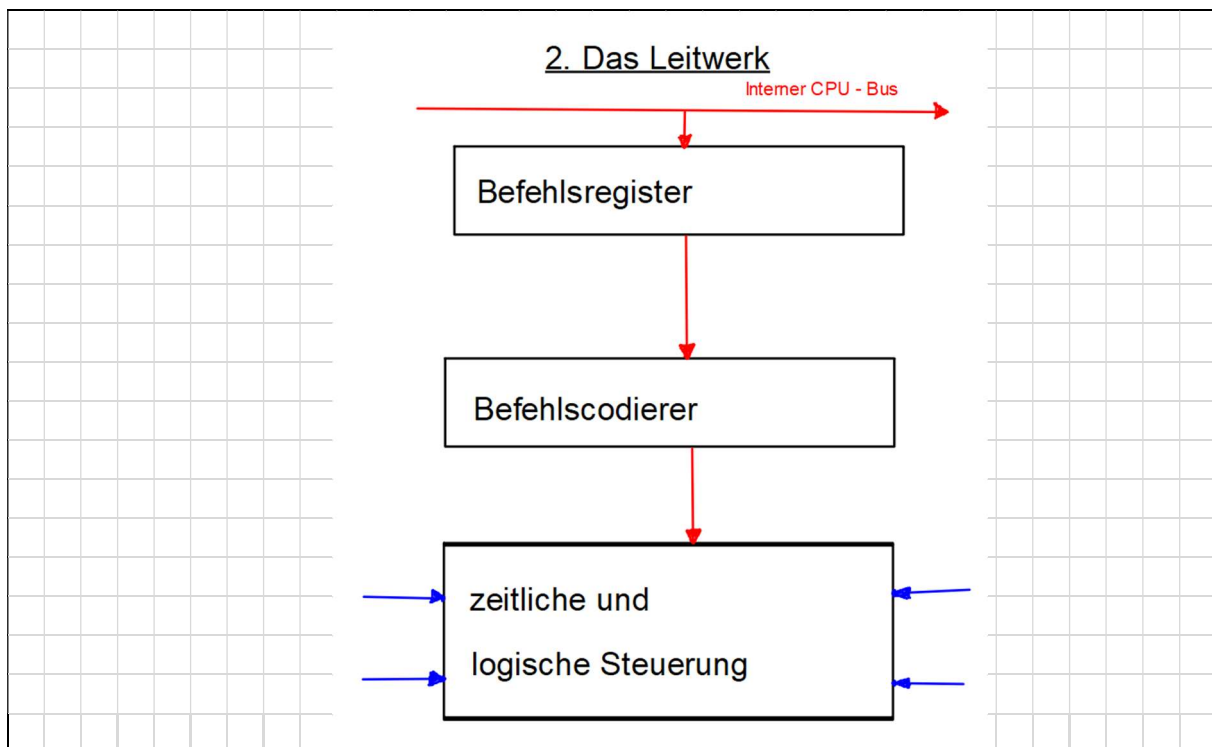 2. Das Leitwerk
Interner CPU - Bus
Befehlsregister
Befehlscodierer
zeitliche und
logische Steuerung